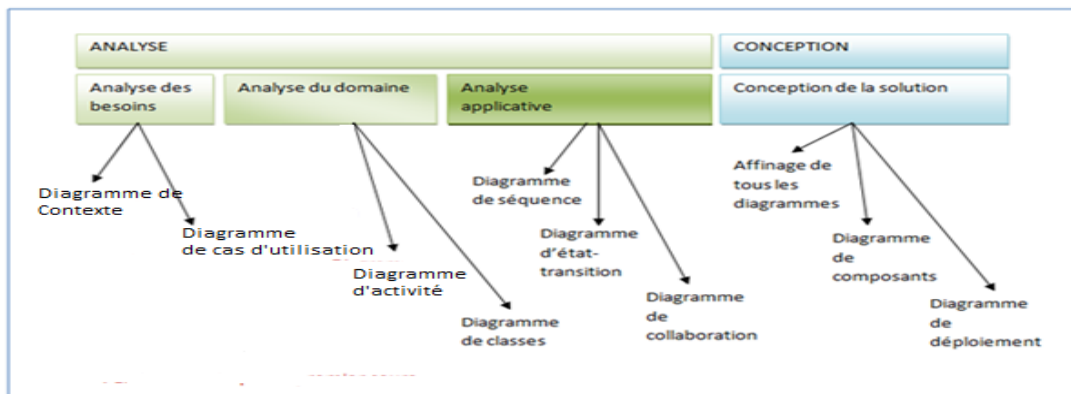 ANALYSE
CONCEPTION
Analyse des
besoins
Analyse du domaine
Analyse
applicative
Conception de la solution
Diagramme de
Contexte
Diagramme
de cas d'utilisation
Diagramme
d'activité
Diagramme
de classes
Diagramme
de séquence
Diagramme
d’état-
transition
Diagramme
de
collaboration
Affinage de
tous les
diagrammes
Diagramme
de
composants
Diagramme
de
déploiement